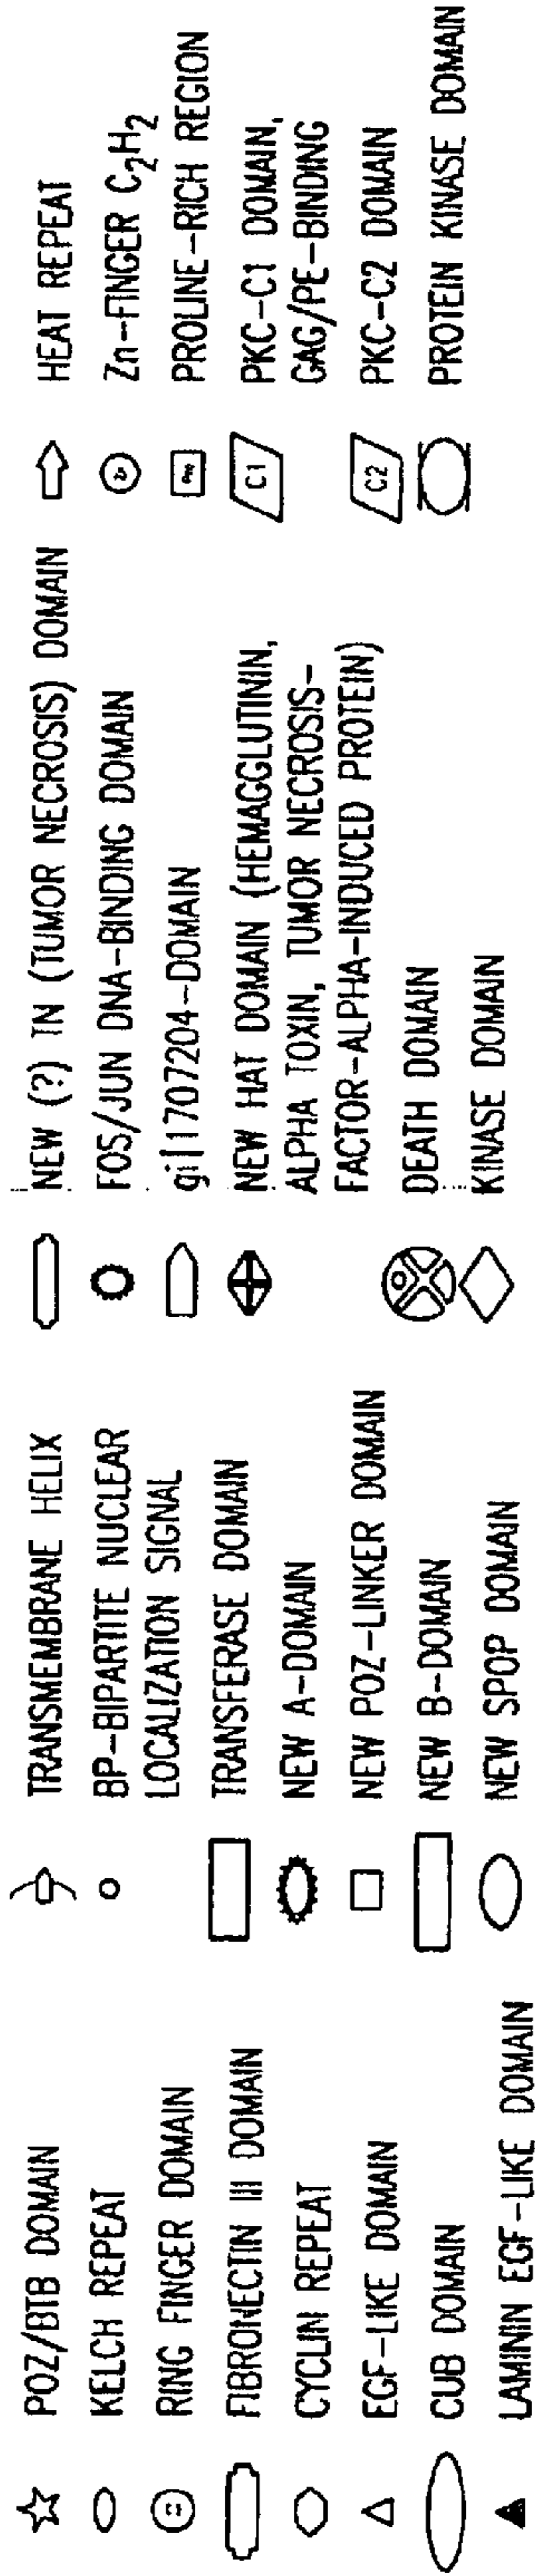 POZ/BTB DOMAIN
KELCH REPEAT
RING FINGER DOMAIN
FIBRONECTIN III DOMAIN
CYCLIN REPEAT
EGF-LIKE DOMAIN
CUB DOMAIN
LAMININ EGF-LIKE DOMAIN
TRANSMEMBRANE HELIX
BP-BIPARTITE NUCLEAR
LOCALIZATION SIGNAL
TRANSFERASE DOMAIN
NEW A-DOMAIN
NEW POZ-LINKER DOMAIN
NEW B-DOMAIN
NEW SPOP DOMAIN
NEW (?) TN (TUMOR NECROSIS) DOMAIN
FOS/JUN DNA-BINDING DOMAIN
gi|1707204-DOMAIN
NEW HAT DOMAIN (HEMAGGLUTININ,
ALPHA TOXIN, TUMOR NECROSIS-
FACTOR-ALPHA-INDUCED PROTEIN)
DEATH DOMAIN
KINASE DOMAIN
HEAT REPEAT
Zn-FINGER C2H2
PROLINE-RICH REGION
C1 PKC-C1 DOMAIN,
GAG/PE-BINDING
C2 PKC-C2 DOMAIN
PROTEIN KINASE DOMAIN